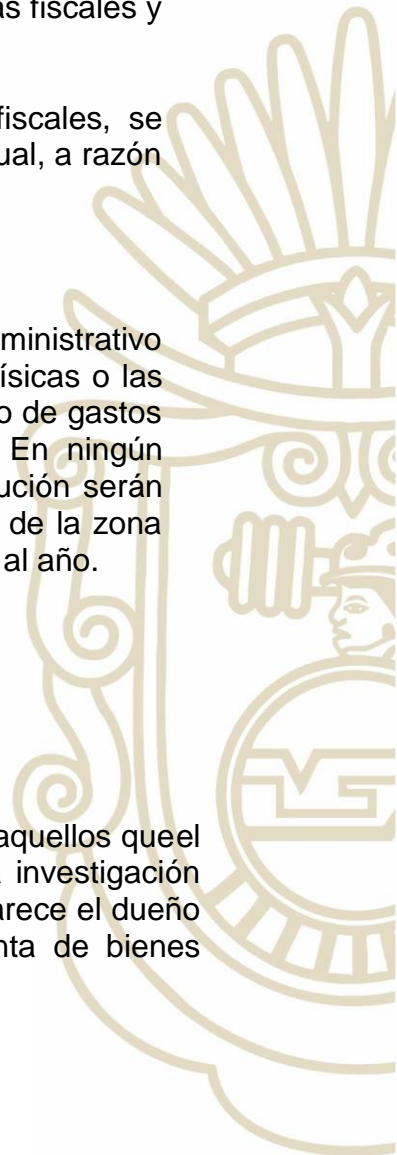 as fiscales y
fiscales, se
ual, a razón
ministrativo
ísicas o las
o de gastos
En ningún
ución serán
de la zona
al año.
aquellos queel
investigación
arece el dueño
nta de bienes